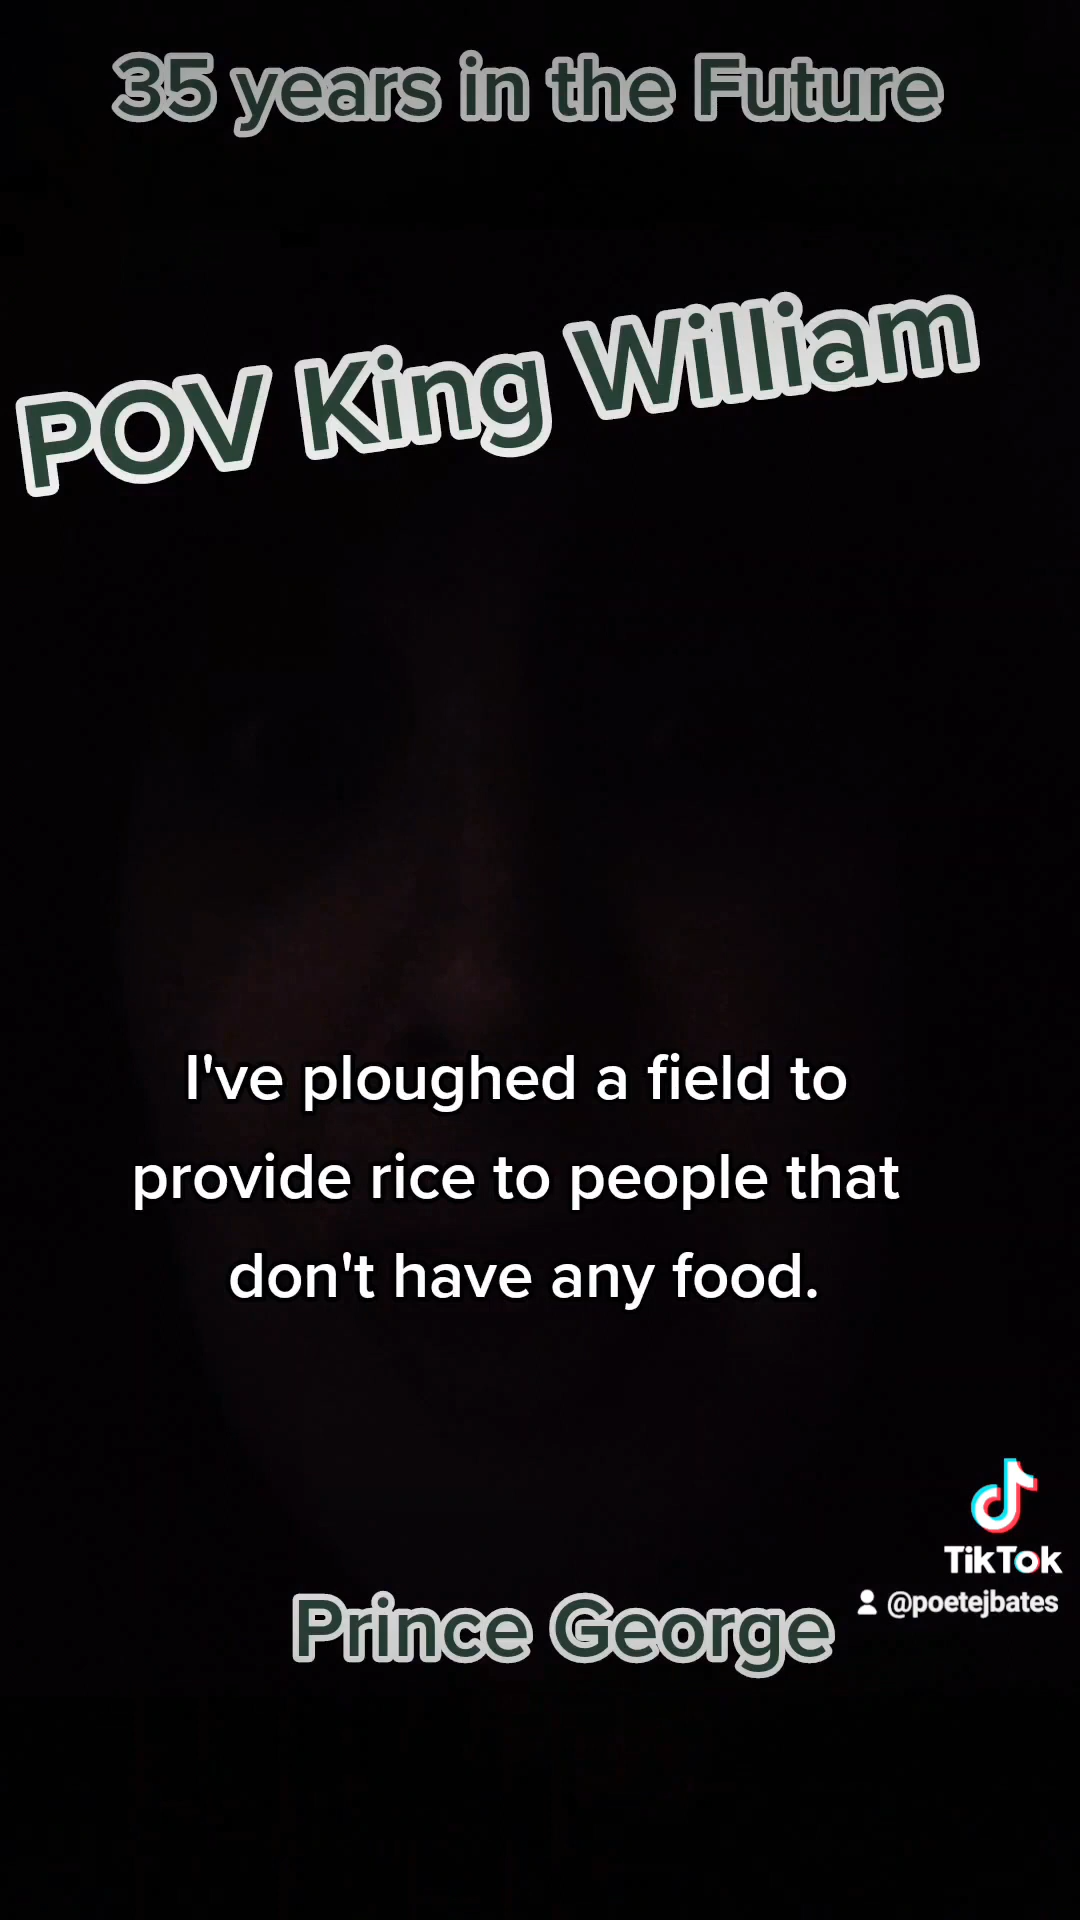 35 years in the Future
POV King William
I've ploughed a field to
provide rice to people that
don't have any food.
TikTok
@poetejbates
Prince George